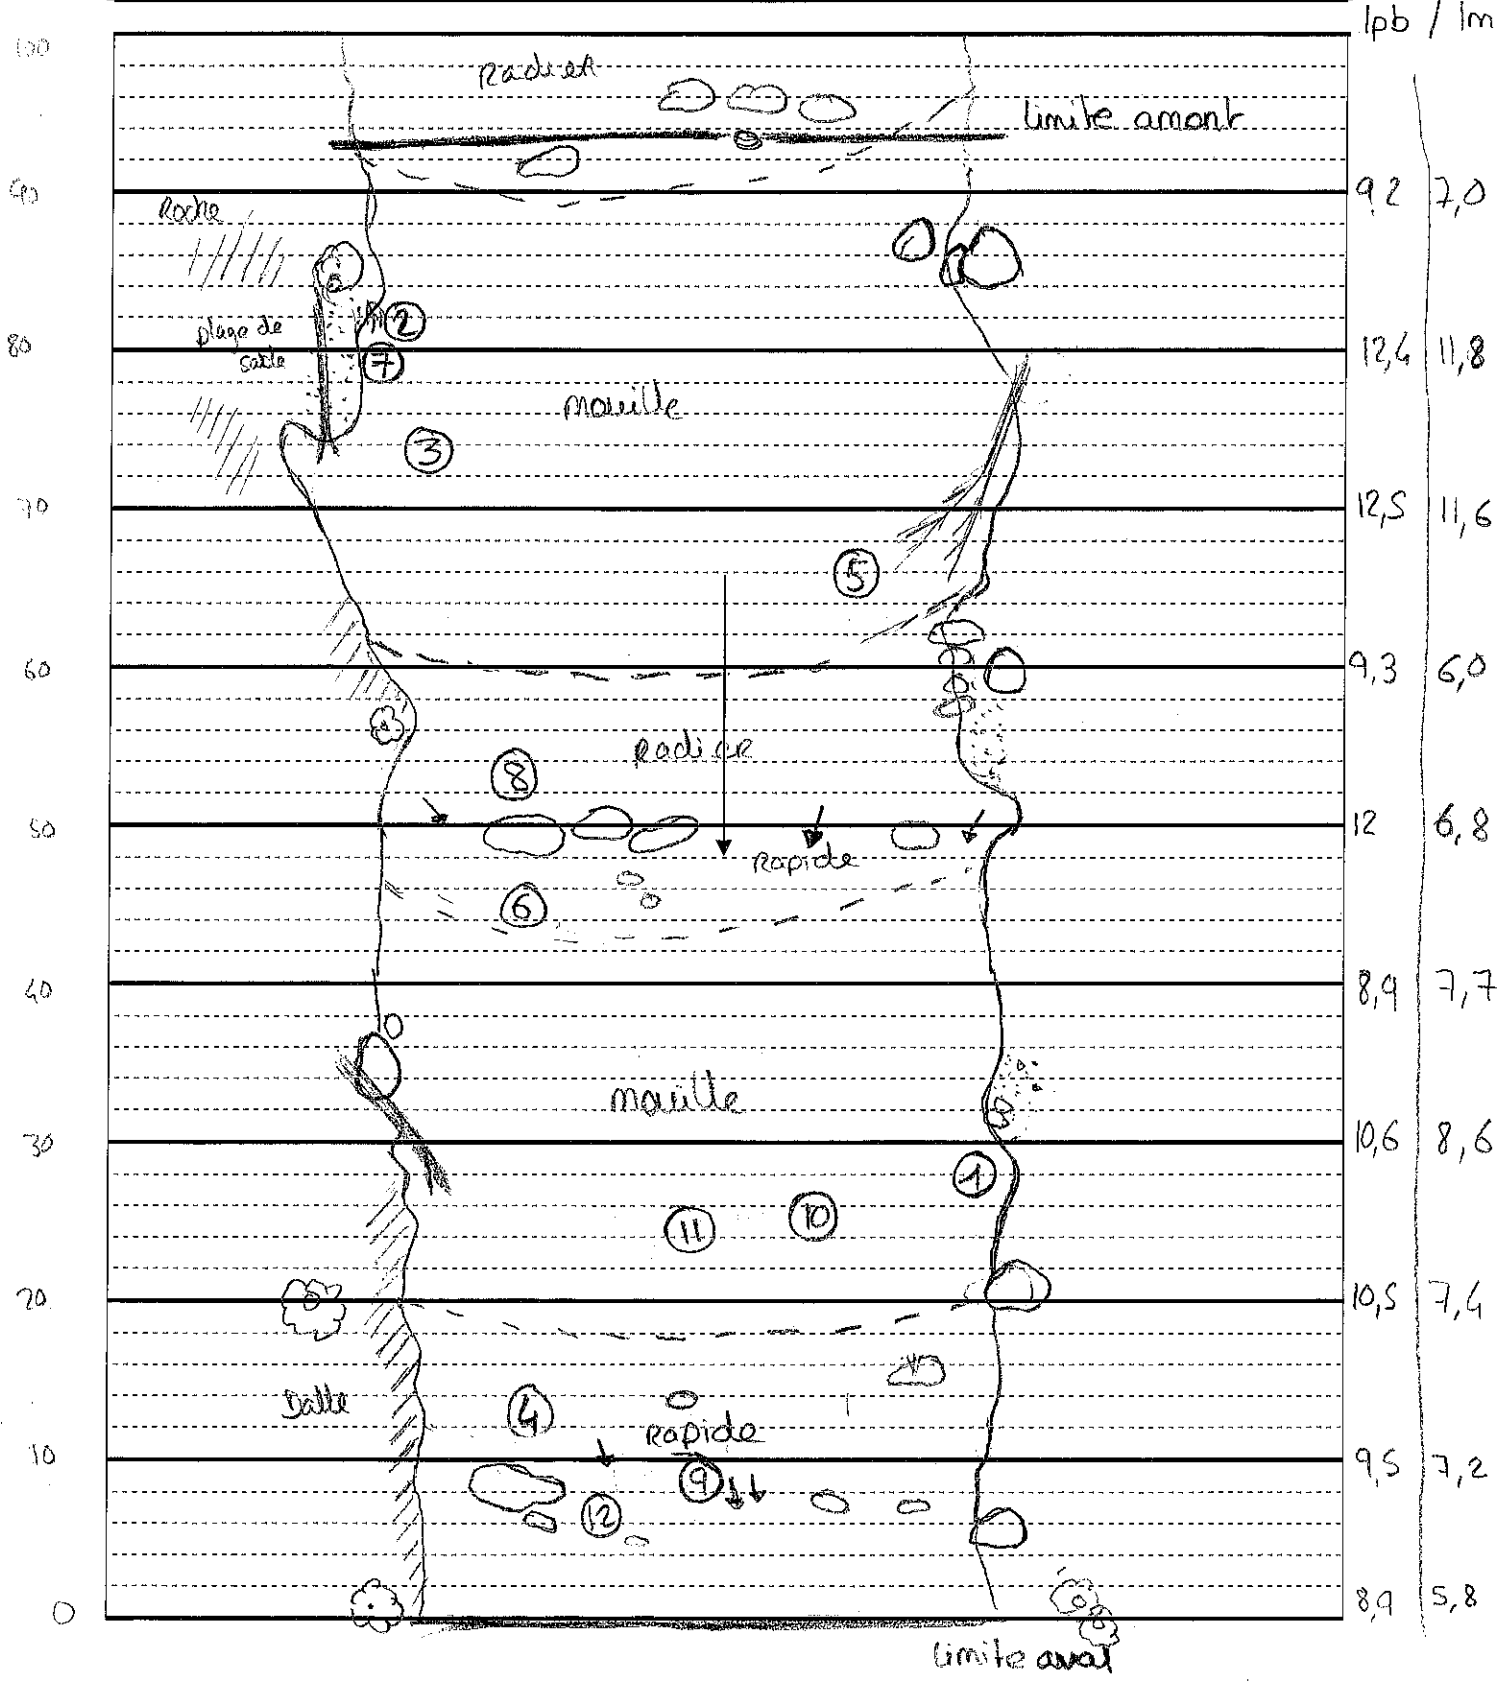 lpb / lm
100
Radier
limite amont
90
9,2 7,0
Roche
2
plage de
sable
80
7
12,4 11,8
mouille
3
70
12,5 11,6
5
60
9,3 6,0
Radier
8
50
12 6,8
Rapide
6
40
8,9 7,7
mouille
30
10,6 8,6
1
11 10
20
10,5 7,4
Dalle
4
Rapide
10
9,5 7,2
9
12
0
8,9 5,8
limite aval